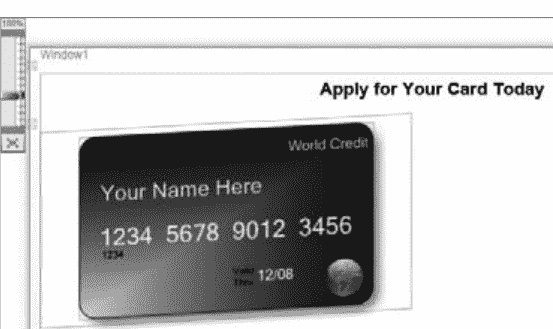 100%
Window1
Apply for Your Card Today
World Credit
Your Name Here
1234 5678 9012 3456
1234
Valid
Thru 12/08